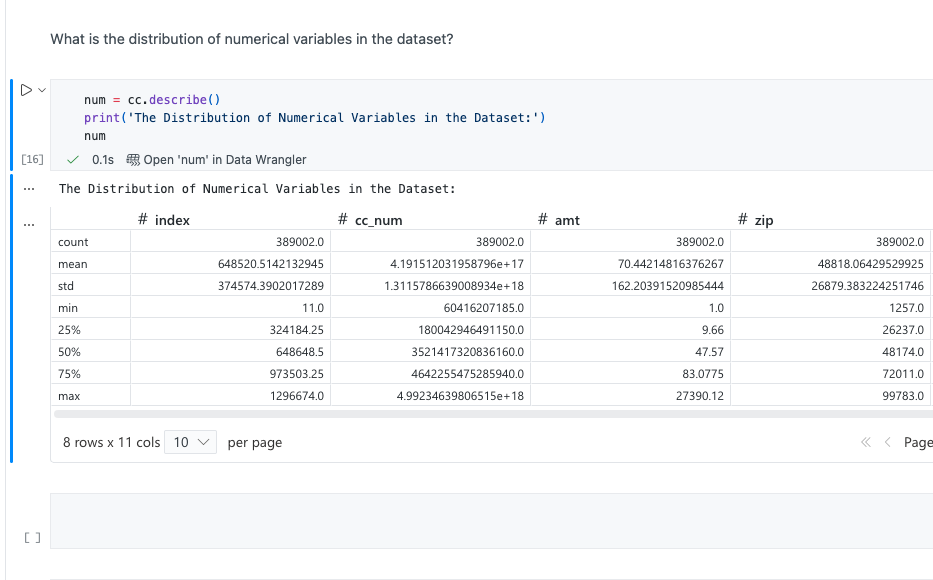 What is the distribution of numerical variables in the dataset?
num = cc.describe()
print('The Distribution of Numerical Variables in the Dataset:')
num
[16] 0.1s Open 'num' in Data Wrangler
... The Distribution of Numerical Variables in the Dataset:
... # index # cc_num # amt # zip
count 389002.0 389002.0 389002.0 389002.0
mean 648520.5142132945 4.191512031958796e+17 70.44214816376267 48818.06429529925
std 374574.3902017289 1.3115786639008934e+18 162.20391520985444 26879.383224251746
min 11.0 60416207185.0 1.0 1257.0
25% 324184.25 180042946491150.0 9.66 26237.0
50% 648648.5 3521417320836160.0 47.57 48174.0
75% 973503.25 4642255475285940.0 83.0775 72011.0
max 1296674.0 4.99234639806515e+18 27390.12 99783.0
8 rows x 11 cols 10 per page Page
[ ]